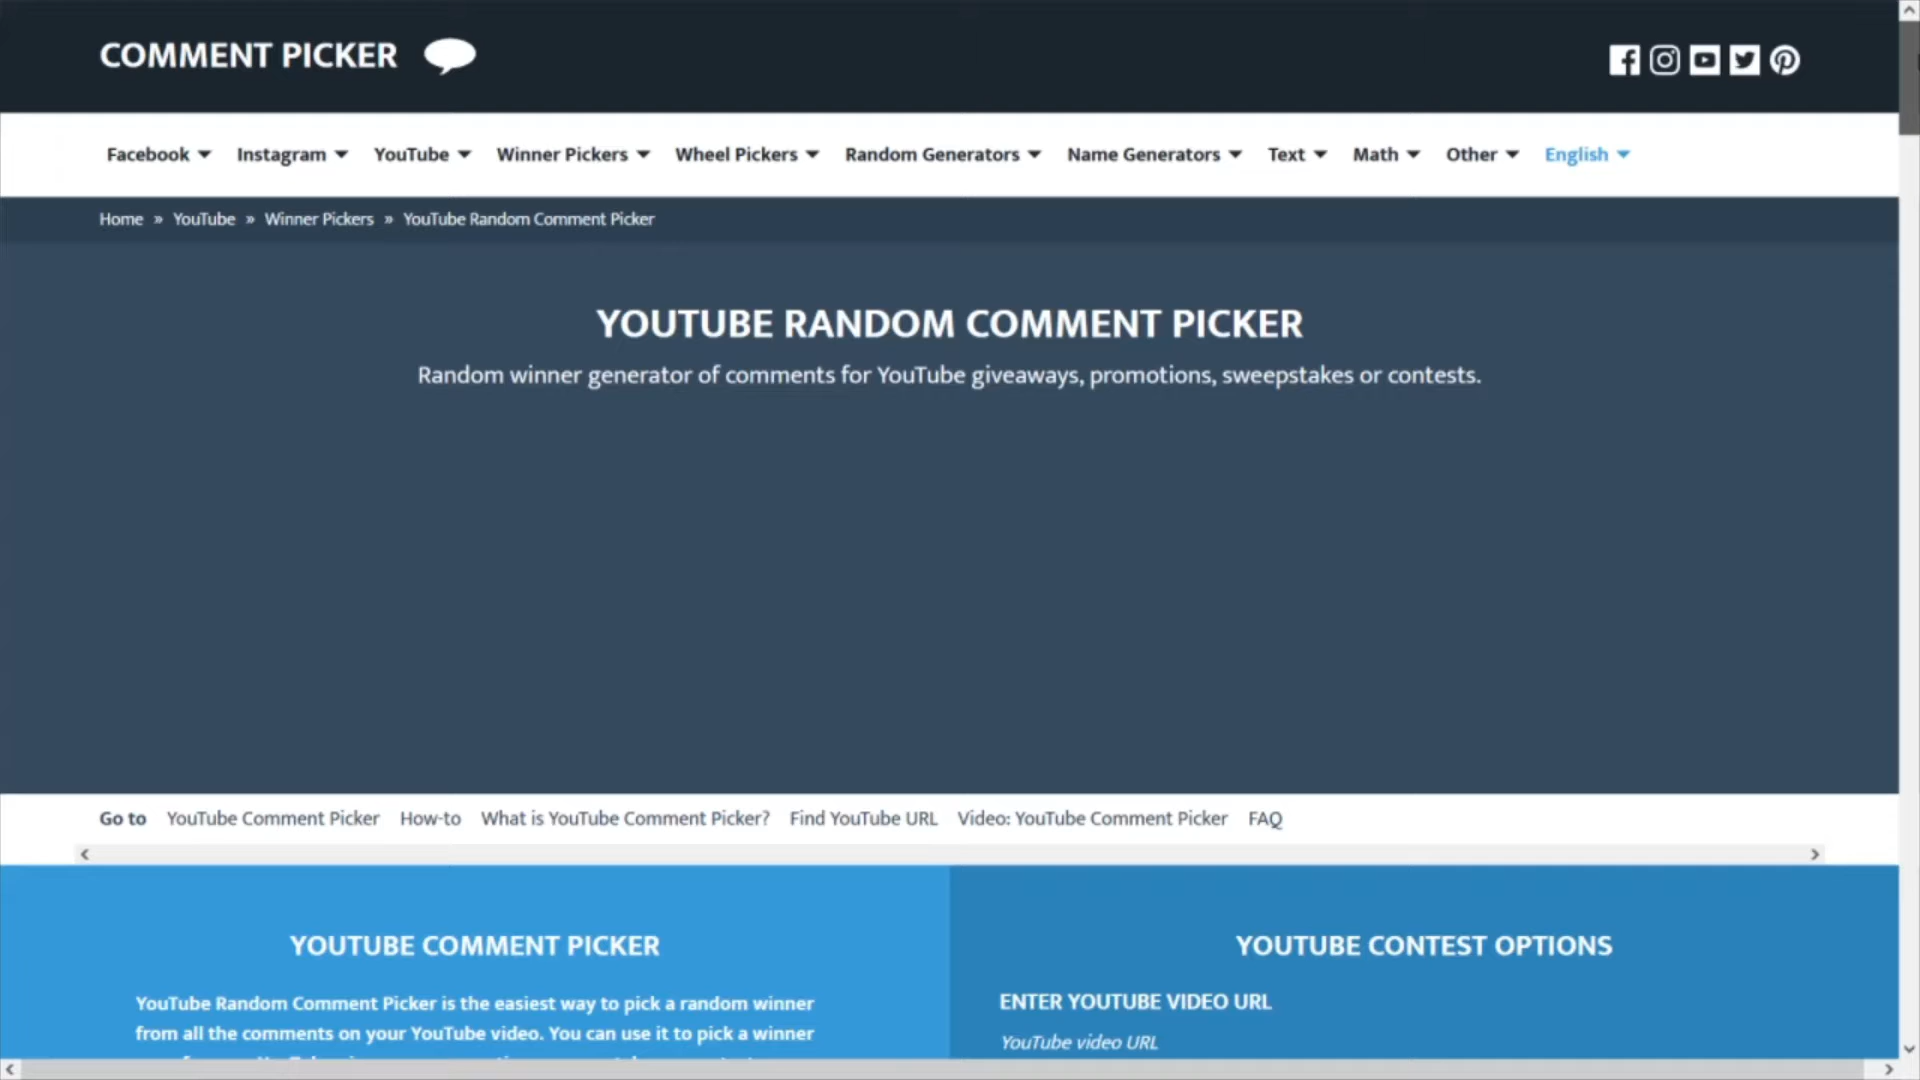 COMMENT PICKER
Facebook Instagram YouTube Winner Pickers Wheel Pickers Random Generators Name Generators Text Math Other English
Home » YouTube » Winner Pickers » YouTube Random Comment Picker
YOUTUBE RANDOM COMMENT PICKER
Random winner generator of comments for YouTube giveaways, promotions, sweepstakes or contests.
Go to YouTube Comment Picker How-to What is YouTube Comment Picker? Find YouTube URL Video: YouTube Comment Picker FAQ
YOUTUBE COMMENT PICKER
YouTube Random Comment Picker is the easiest way to pick a random winner
from all the comments on your YouTube video. You can use it to pick a winner
YOUTUBE CONTEST OPTIONS
ENTER YOUTUBE VIDEO URL
YouTube video URL